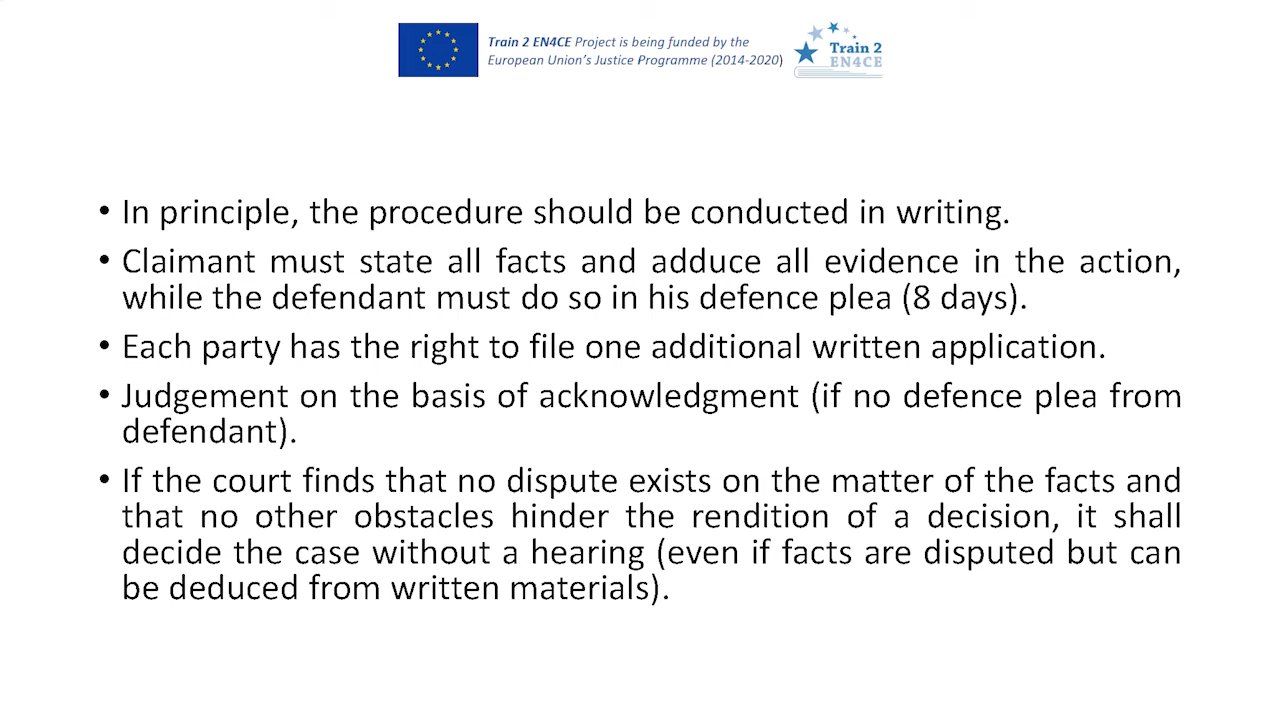 Train 2 EN4CE Project is being funded by the
European Union's Justice Programme (2014-2020)
Train 2
EN4CE
• In principle, the procedure should be conducted in writing.
• Claimant must state all facts and adduce all evidence in the action,
while the defendant must do so in his defence plea (8 days).
• Each party has the right to file one additional written application.
• Judgement on the basis of acknowledgment (if no defence plea from
defendant).
• If the court finds that no dispute exists on the matter of the facts and
that no other obstacles hinder the rendition of a decision, it shall
decide the case without a hearing (even if facts are disputed but can
be deduced from written materials).